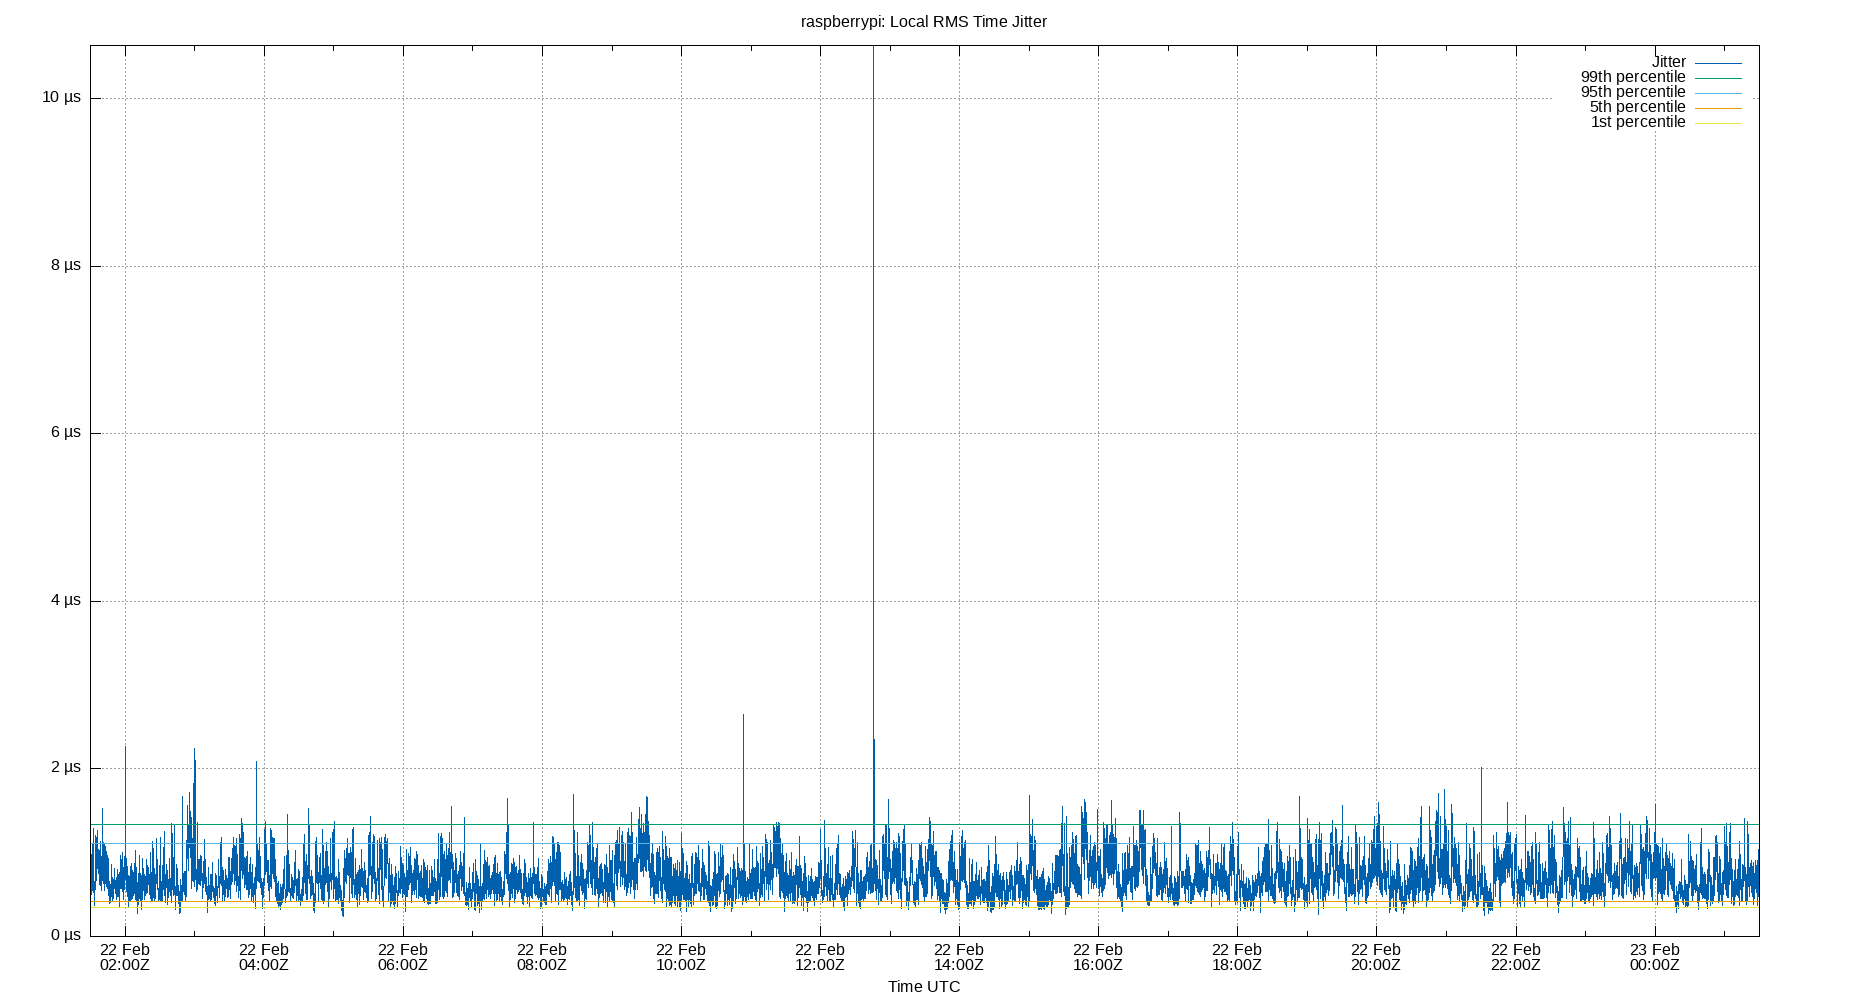 raspberrypi: Local RMS Time Jitter
Jitter
99th percentile
95th percentile
5th percentile
1st percentile
10 µs
8 µs
6 µs
4 µs
2 µs
0 µs
22 Feb 22 Feb 22 Feb 22 Feb 22 Feb 22 Feb 22 Feb 22 Feb 22 Feb 22 Feb 22 Feb 23 Feb
02:00Z 04:00Z 06:00Z 08:00Z 10:00Z 12:00Z 14:00Z 16:00Z 18:00Z 20:00Z 22:00Z 00:00Z
Time UTC